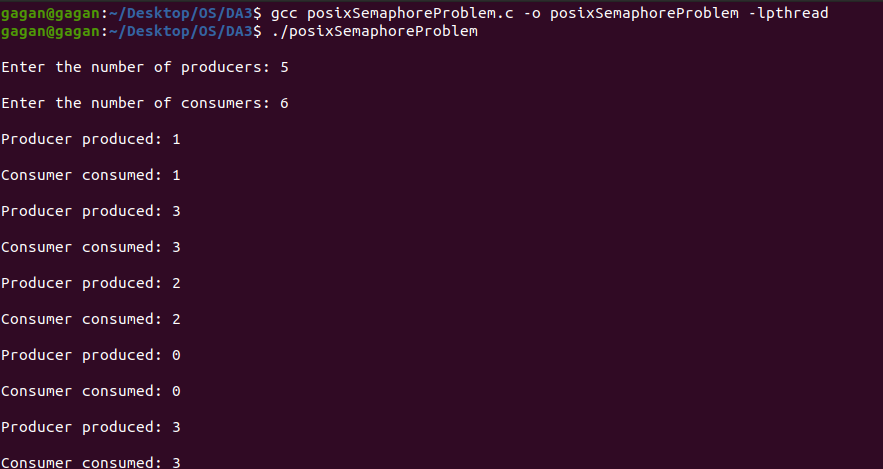 gagan@gagan:~/Desktop/OS/DA3$ gcc posixSemaphoreProblem.c -o posixSemaphoreProblem -lpthread
gagan@gagan:~/Desktop/OS/DA3$ ./posixSemaphoreProblem
Enter the number of producers: 5
Enter the number of consumers: 6
Producer produced: 1
Consumer consumed: 1
Producer produced: 3
Consumer consumed: 3
Producer produced: 2
Consumer consumed: 2
Producer produced: 0
Consumer consumed: 0
Producer produced: 3
Consumer consumed: 3